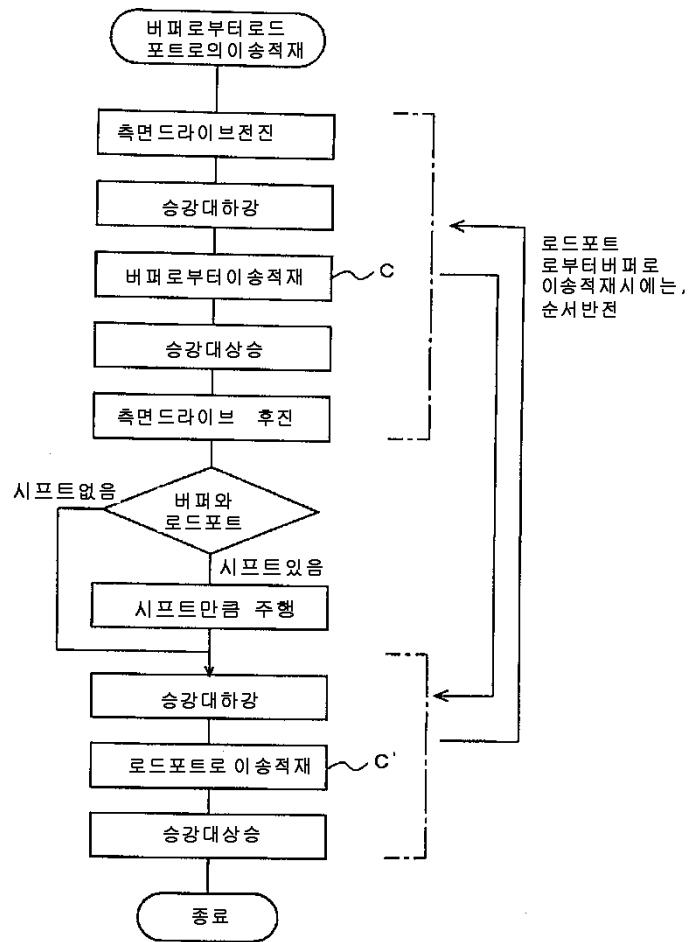 버퍼로부터로드
포트로의이송적재
측면드라이브전진
승강대하강
버퍼로부터이송적재
C
승강대상승
측면드라이브 후진
로드포트
로부터버퍼로
이송적재시에는,
순서반전
시프트없음
버퍼와
로드포트
시프트있음
시프트만큼 주행
승강대하강
로드포트로 이송적재
C'
승강대상승
종료